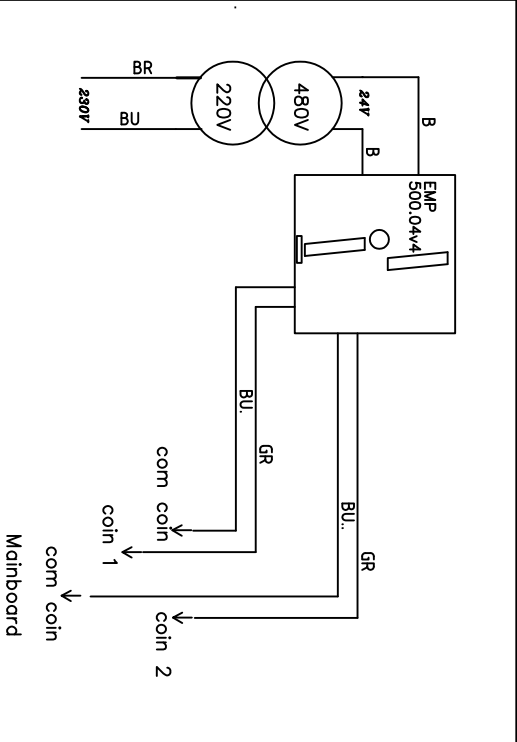 BR
230V
BU
220V
480V
24V
B
B
EMP
500.04v4
BU.
GR
BU..
GR
com coin
coin 1
com coin
coin 2
Mainboard